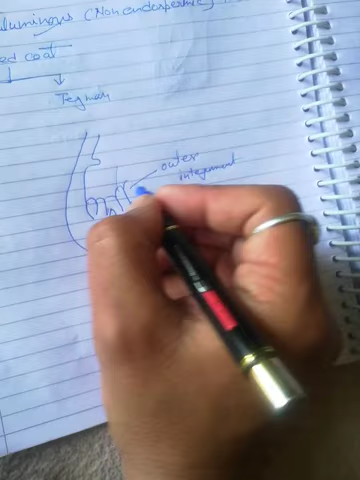 luminous (Non endospermic)
ed coat
Tegmen
outer
integument